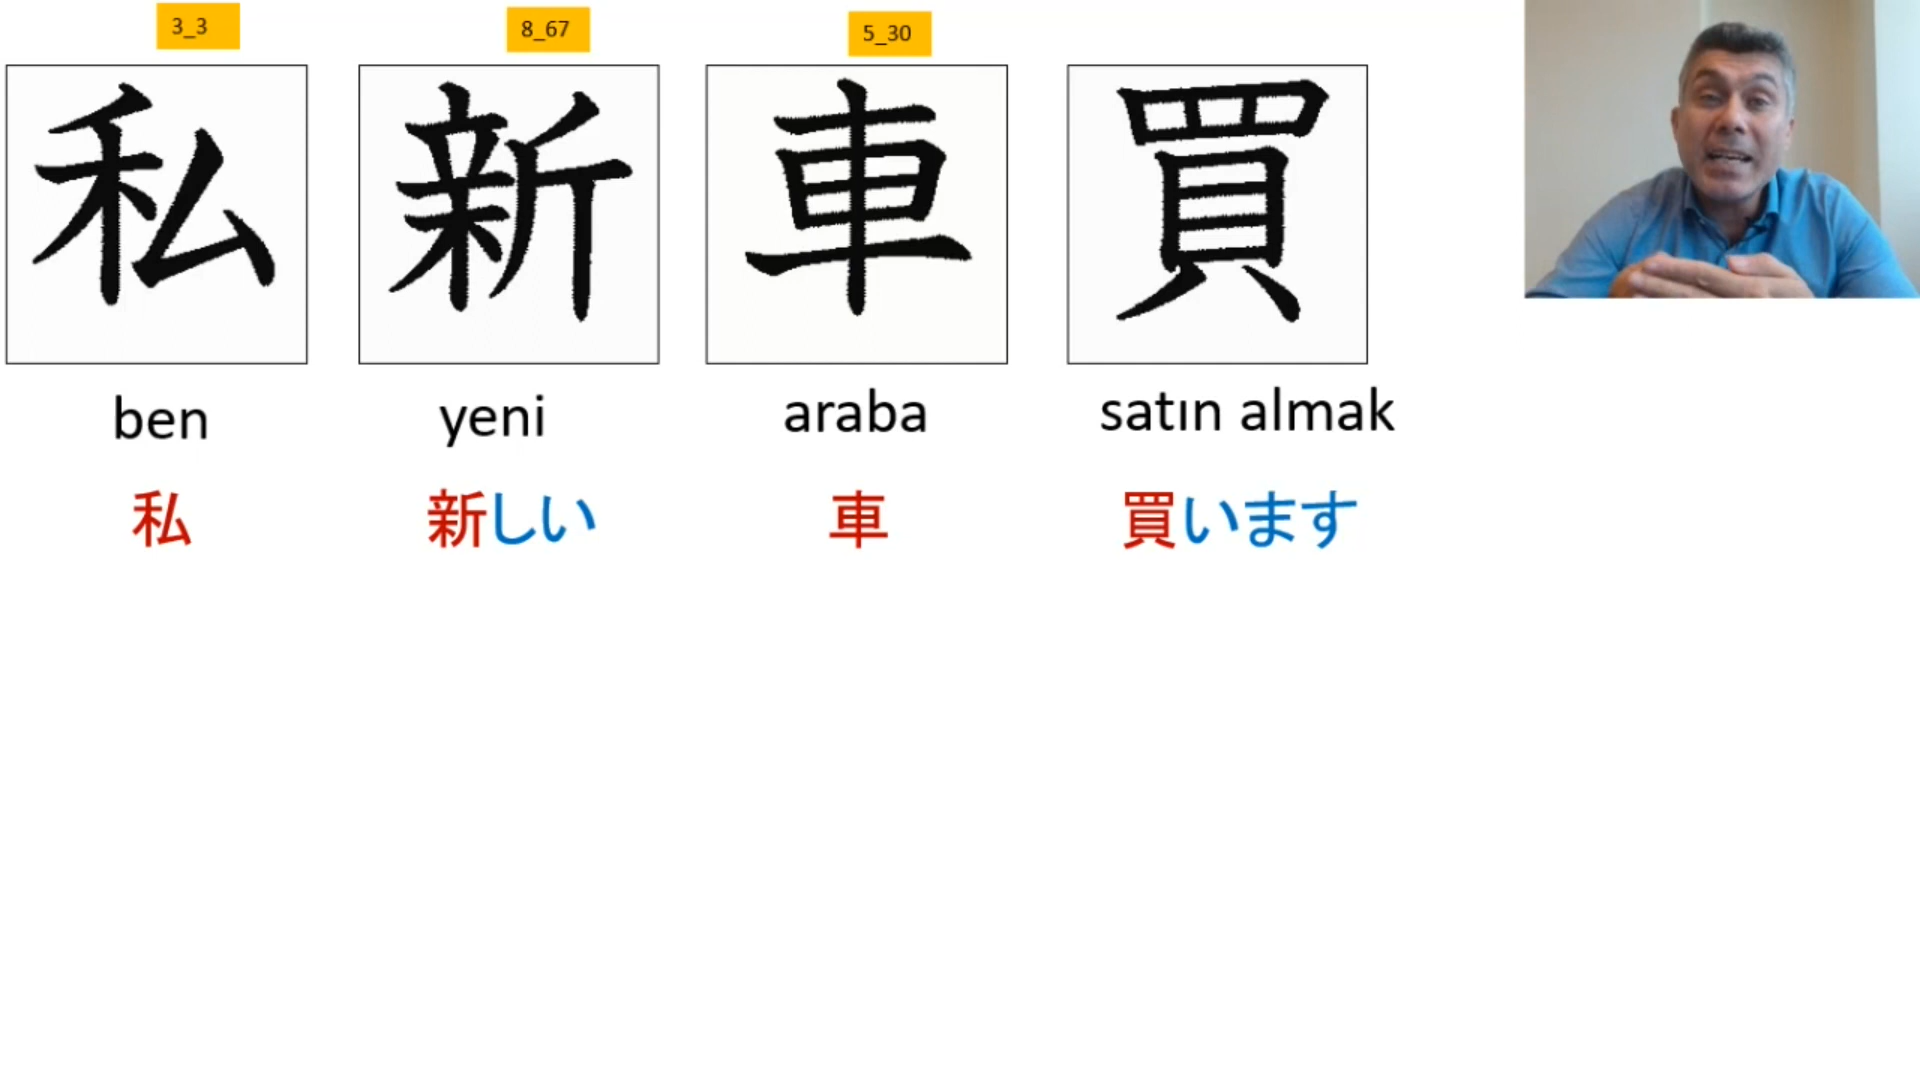 3_3 8_67 5_30
私 新 車 買
ben yeni araba satın almak
私 新しい 車 買います